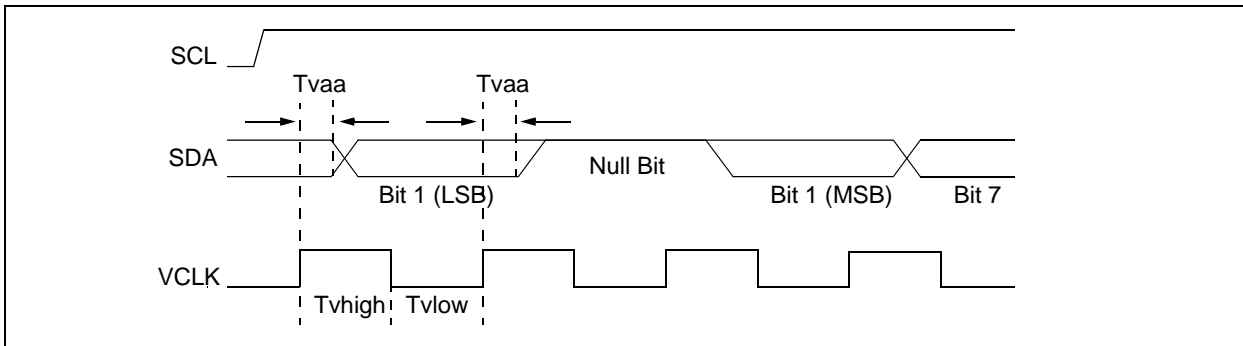 SCL
Tvaa
Tvaa
SDA
Null Bit
Bit 1 (LSB)
Bit 1 (MSB)
Bit 7
VCLK
Tvhigh
Tvlow